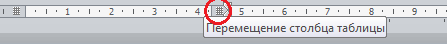 1 2 3 4 5 6 7 8 9
Перемещение столбца таблицы